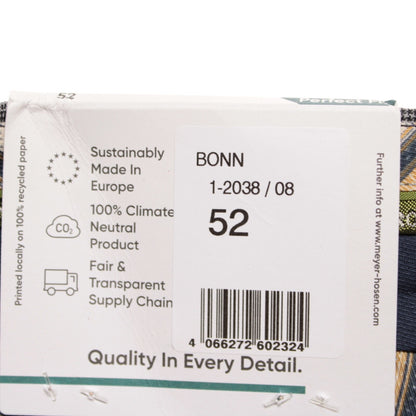 52
Perfect Fit
Sustainably
Made In
Europe
CO₂
100% Climate
Neutral
Product
Fair &
Transparent
Supply Chain
Printed locally on 100% recycled paper
BONN
1-2038 / 08
52
4 066272 602324
Further info at www.meyer-hosen.com
Quality In Every Detail.